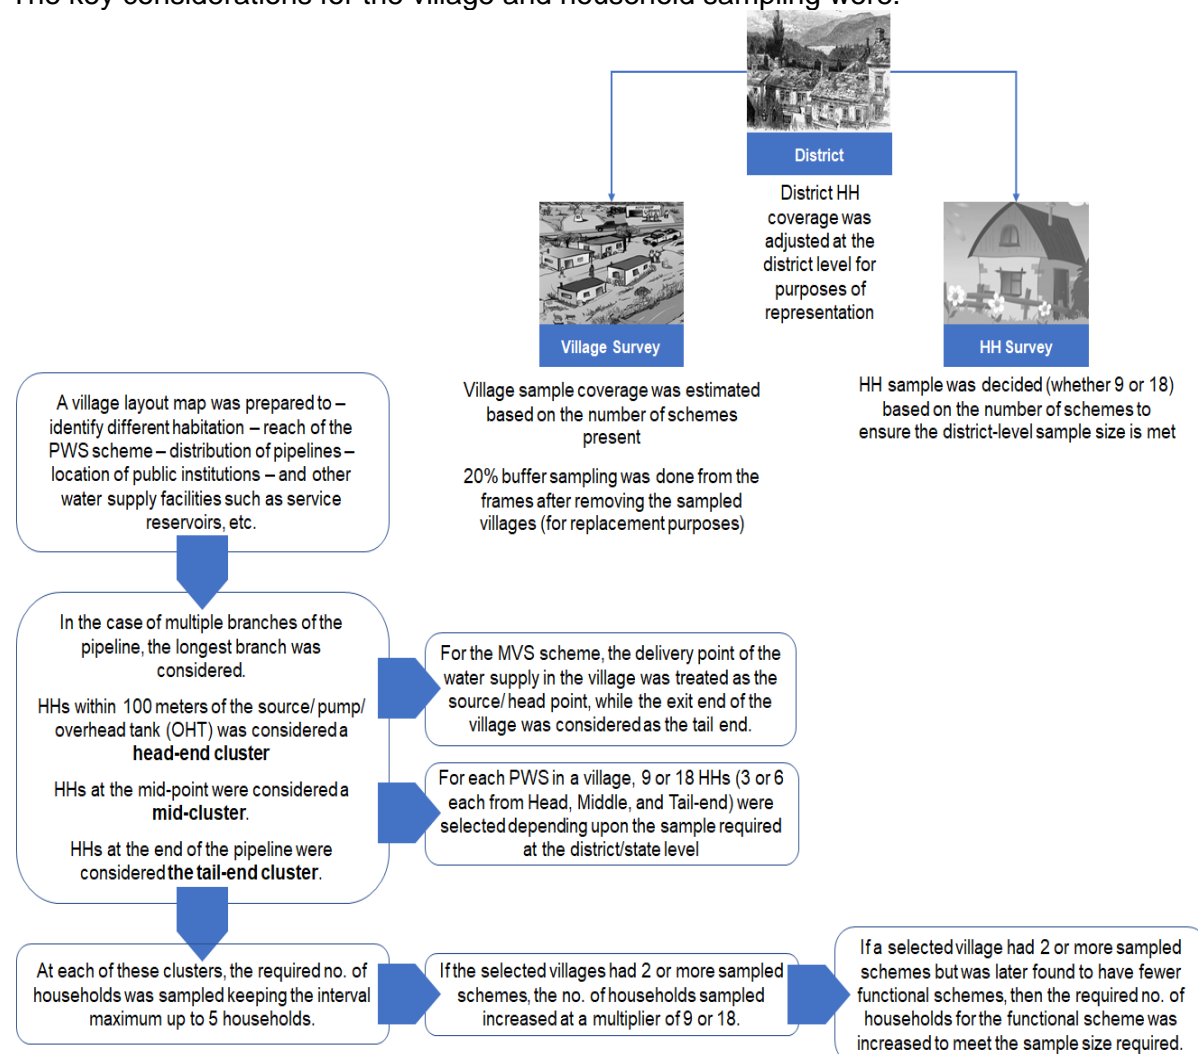 The key considerations for the village and household sampling were:
District
District HH
coverage was
adjusted at the
district level for
purposes of
representation
Village Survey
Village sample coverage was estimated
based on the number of schemes
present
20% buffer sampling was done from
the frames after removing the sampled
villages (for replacement purposes)
HH Survey
HH sample was decided (whether 9 or 18)
based on the number of schemes to
ensure the district-level sample size is met
A village layout map was prepared to –
identify different habitation – reach of the
PWS scheme – distribution of pipelines –
location of public institutions – and other
water supply facilities such as service
reservoirs, etc.
In the case of multiple branches of the
pipeline, the longest branch was
considered.
HHs within 100 meters of the source/ pump/
overhead tank (OHT) was considered a
head-end cluster
HHs at the mid-point were considered a
mid-cluster.
HHs at the end of the pipeline were
considered the tail-end cluster.
For the MVS scheme, the delivery point of the
water supply in the village was treated as the
source/ head point, while the exit end of the
village was considered as the tail end.
For each PWS in a village, 9 or 18 HHs (3 or 6
each from Head, Middle, and Tail-end) were
selected depending upon the sample required
at the district/state level
At each of these clusters, the required no. of
households was sampled keeping the interval
maximum up to 5 households.
If the selected villages had 2 or more sampled
schemes, the no. of households sampled
increased at a multiplier of 9 or 18.
If a selected village had 2 or more sampled
schemes but was later found to have fewer
functional schemes, then the required no. of
households for the functional scheme was
increased to meet the sample size required.